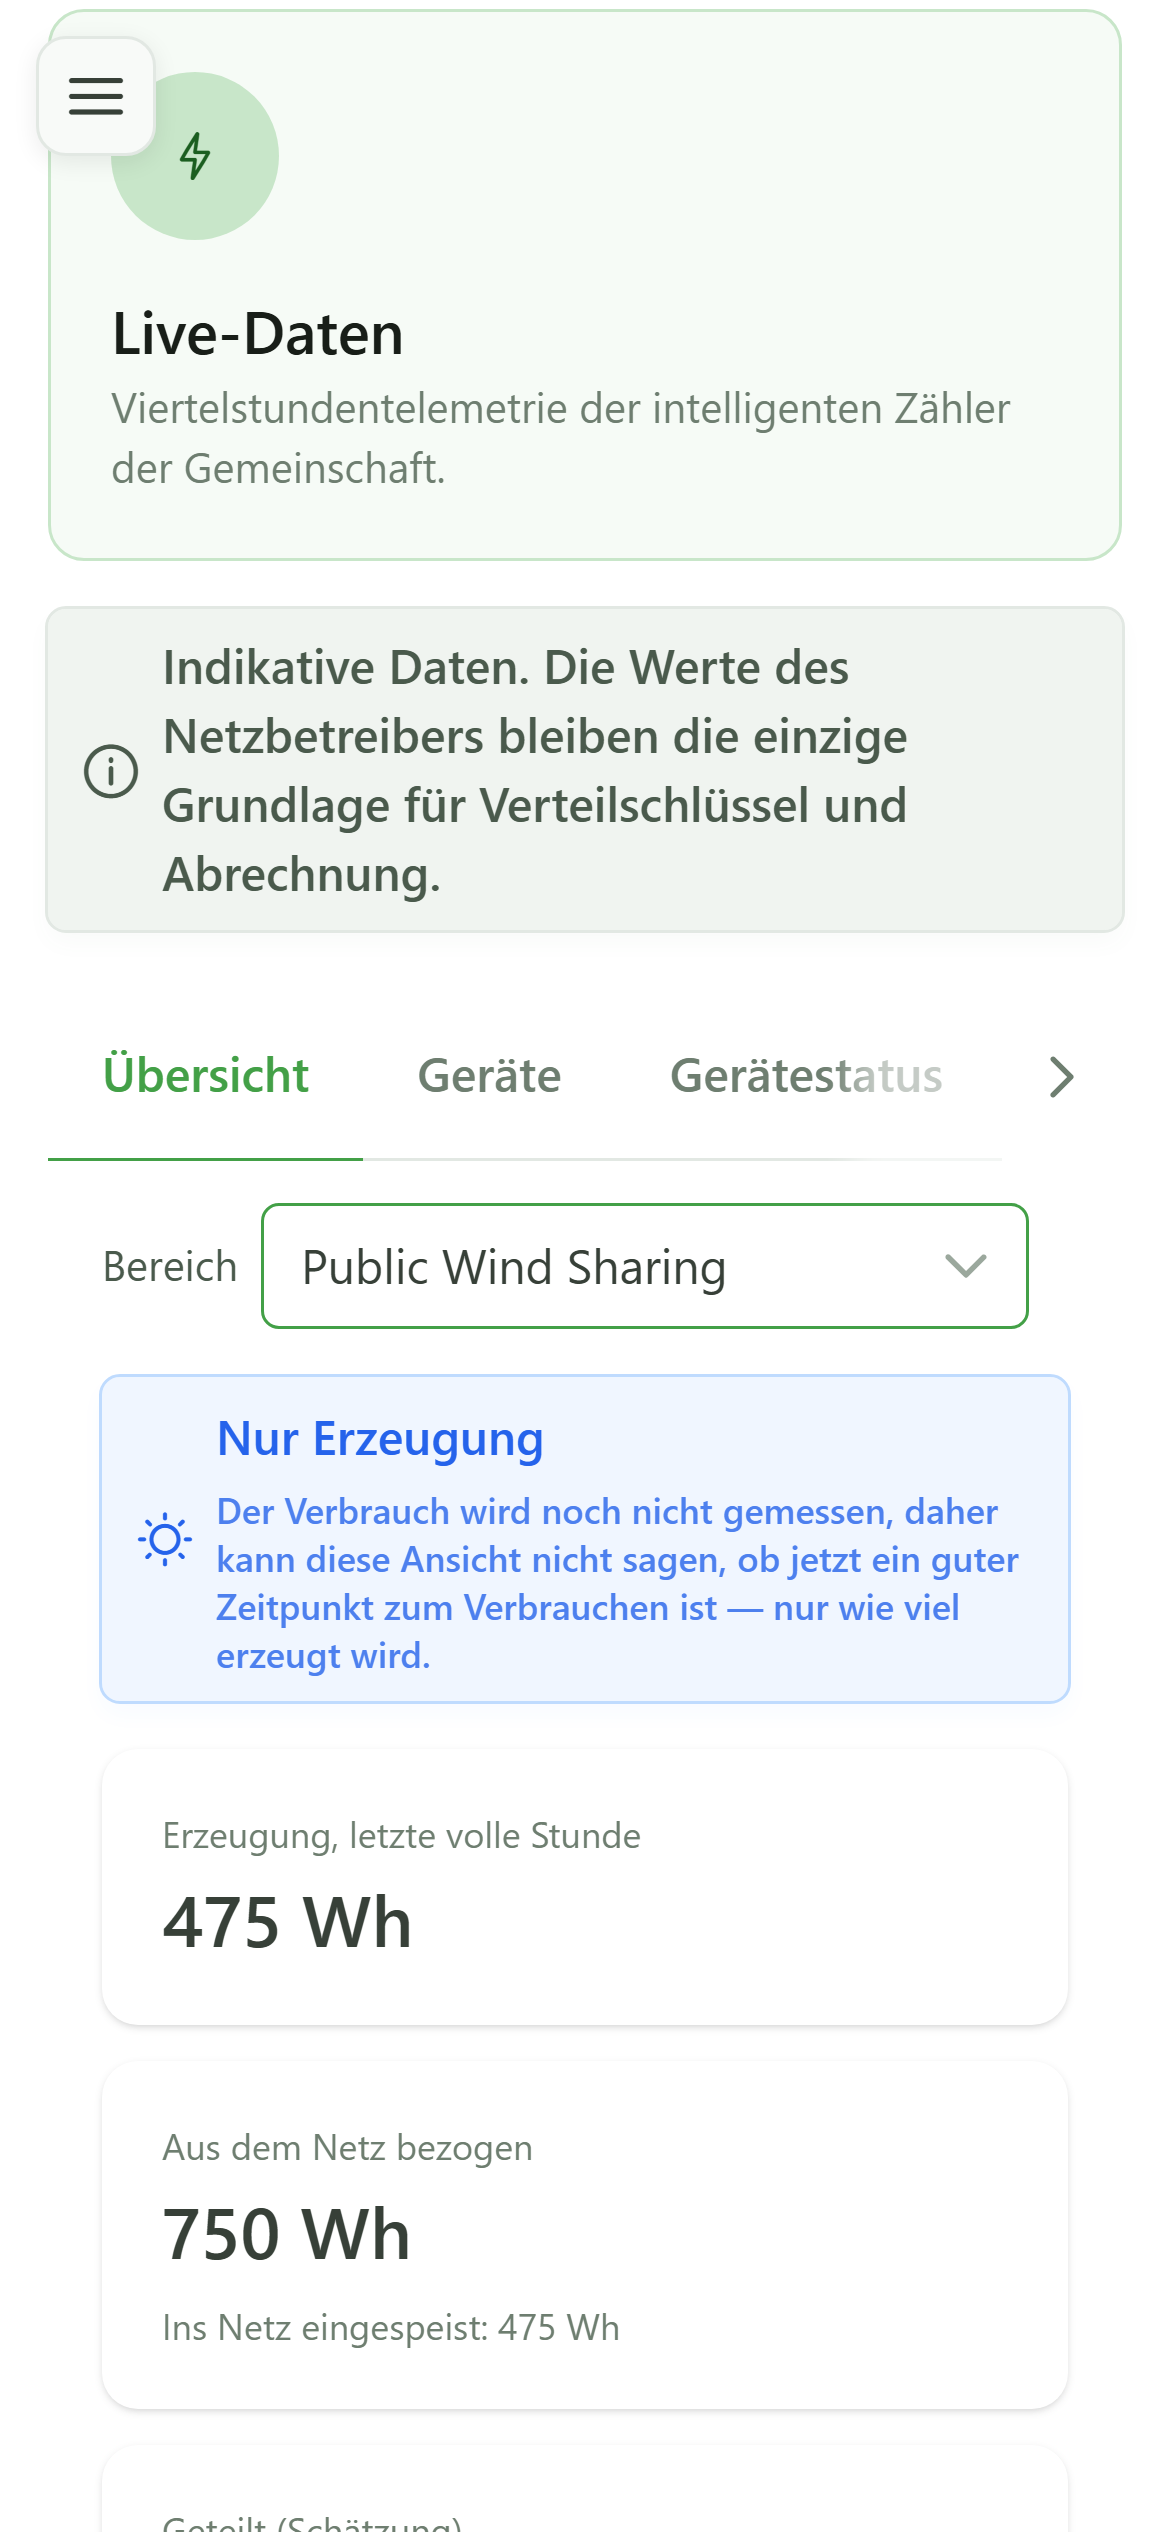 Live-Daten
Viertelstundentelemetrie der intelligenten Zähler
der Gemeinschaft.
Indikative Daten. Die Werte des
Netzbetreibers bleiben die einzige
Grundlage für Verteilschlüssel und
Abrechnung.
Übersicht Geräte Gerätestatus
Bereich Public Wind Sharing
Nur Erzeugung
Der Verbrauch wird noch nicht gemessen, daher
kann diese Ansicht nicht sagen, ob jetzt ein guter
Zeitpunkt zum Verbrauchen ist — nur wie viel
erzeugt wird.
Erzeugung, letzte volle Stunde
475 Wh
Aus dem Netz bezogen
750 Wh
Ins Netz eingespeist: 475 Wh
Geteilt (Schätzung)